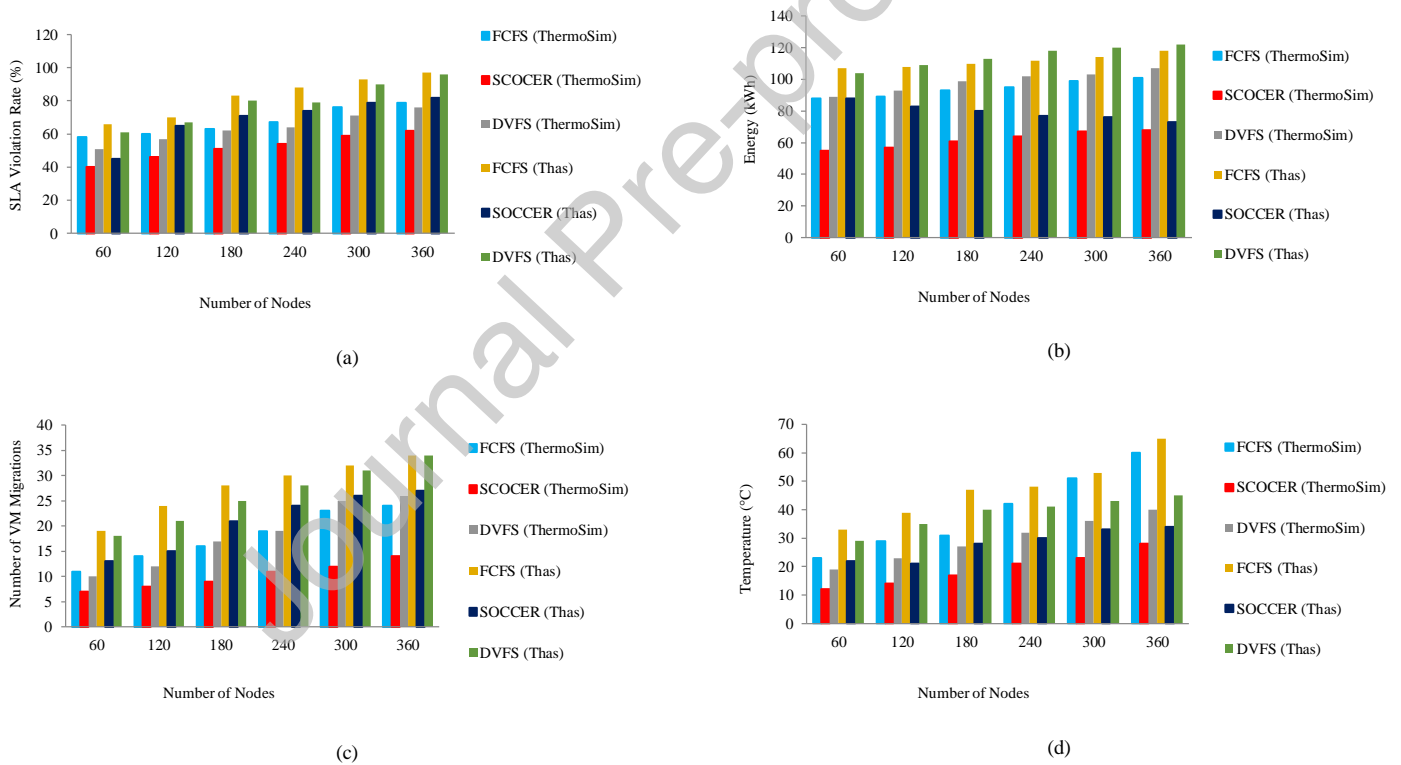 SLA Violation Rate (%)
120
100
80
60
40
20
0
60 120 180 240 300 360
Number of Nodes
FCFS (ThermoSim)
SCOCER (ThermoSim)
DVFS (ThermoSim)
FCFS (Thas)
SOCCER (Thas)
DVFS (Thas)
(a)
Energy (kWh)
140
120
100
80
60
40
20
0
60 120 180 240 300 360
Number of Nodes
FCFS (ThermoSim)
SCOCER (ThermoSim)
DVFS (ThermoSim)
FCFS (Thas)
SOCCER (Thas)
DVFS (Thas)
(b)
Number of VM Migrations
40
35
30
25
20
15
10
5
0
60 120 180 240 300 360
Number of Nodes
FCFS (ThermoSim)
SCOCER (ThermoSim)
DVFS (ThermoSim)
FCFS (Thas)
SOCCER (Thas)
DVFS (Thas)
(c)
Temperature (°C)
70
60
50
40
30
20
10
0
60 120 180 240 300 360
Number of Nodes
FCFS (ThermoSim)
SCOCER (ThermoSim)
DVFS (ThermoSim)
FCFS (Thas)
SOCCER (Thas)
DVFS (Thas)
(d)
Journal Pre-pro